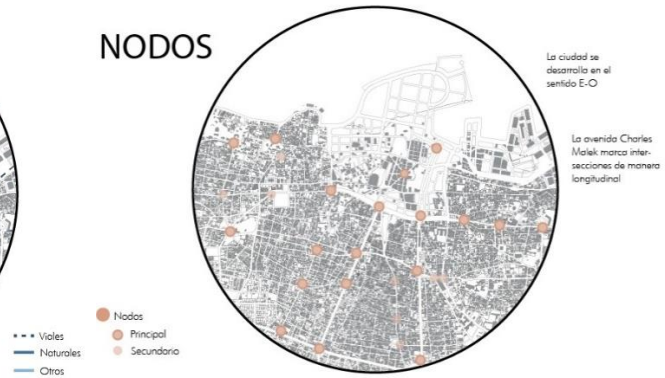 NODOS
La ciudad se
desarrolla en el
sentido E-O
La avenida Charles
Malek marca inter-
secciones de manera
longitudinal
Nodos
Principal
Secundario
Viales
Naturales
Otros